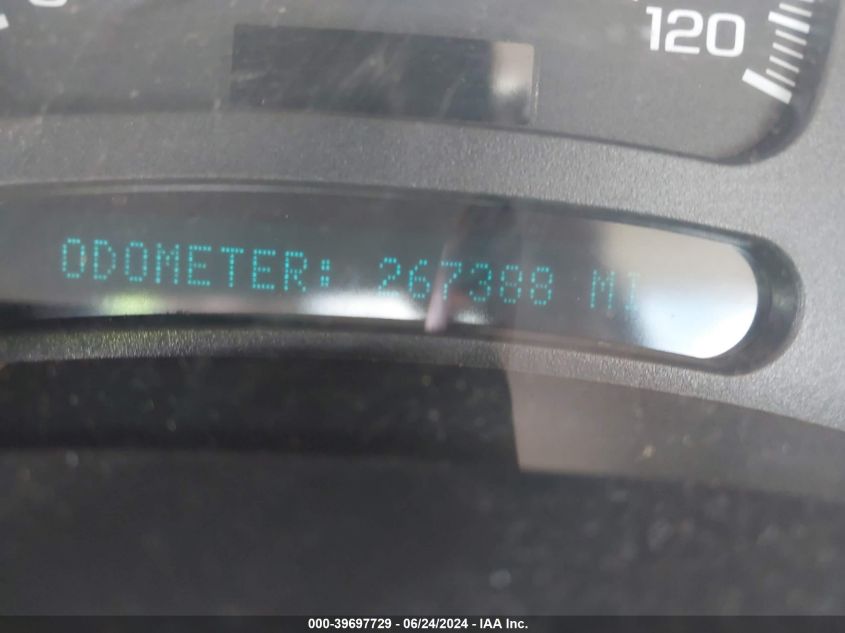 120
ODOMETER: 267388 MI
000-39697729 - 06/24/2024 - IAA Inc.